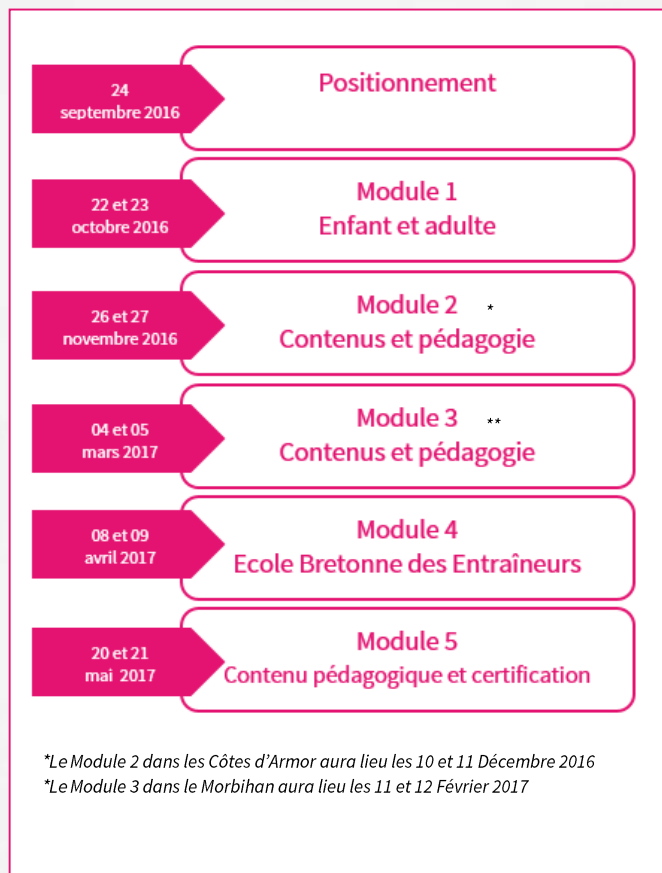 24
septembre 2016
Positionnement
22 et 23
octobre 2016
Module 1
Enfant et adulte
26 et 27
novembre 2016
Module 2 *
Contenus et pédagogie
04 et 05
mars 2017
Module 3 **
Contenus et pédagogie
08 et 09
avril 2017
Module 4
Ecole Bretonne des Entraîneurs
20 et 21
mai 2017
Module 5
Contenu pédagogique et certification
*Le Module 2 dans les Côtes d’Armor aura lieu les 10 et 11 Décembre 2016
*Le Module 3 dans le Morbihan aura lieu les 11 et 12 Février 2017